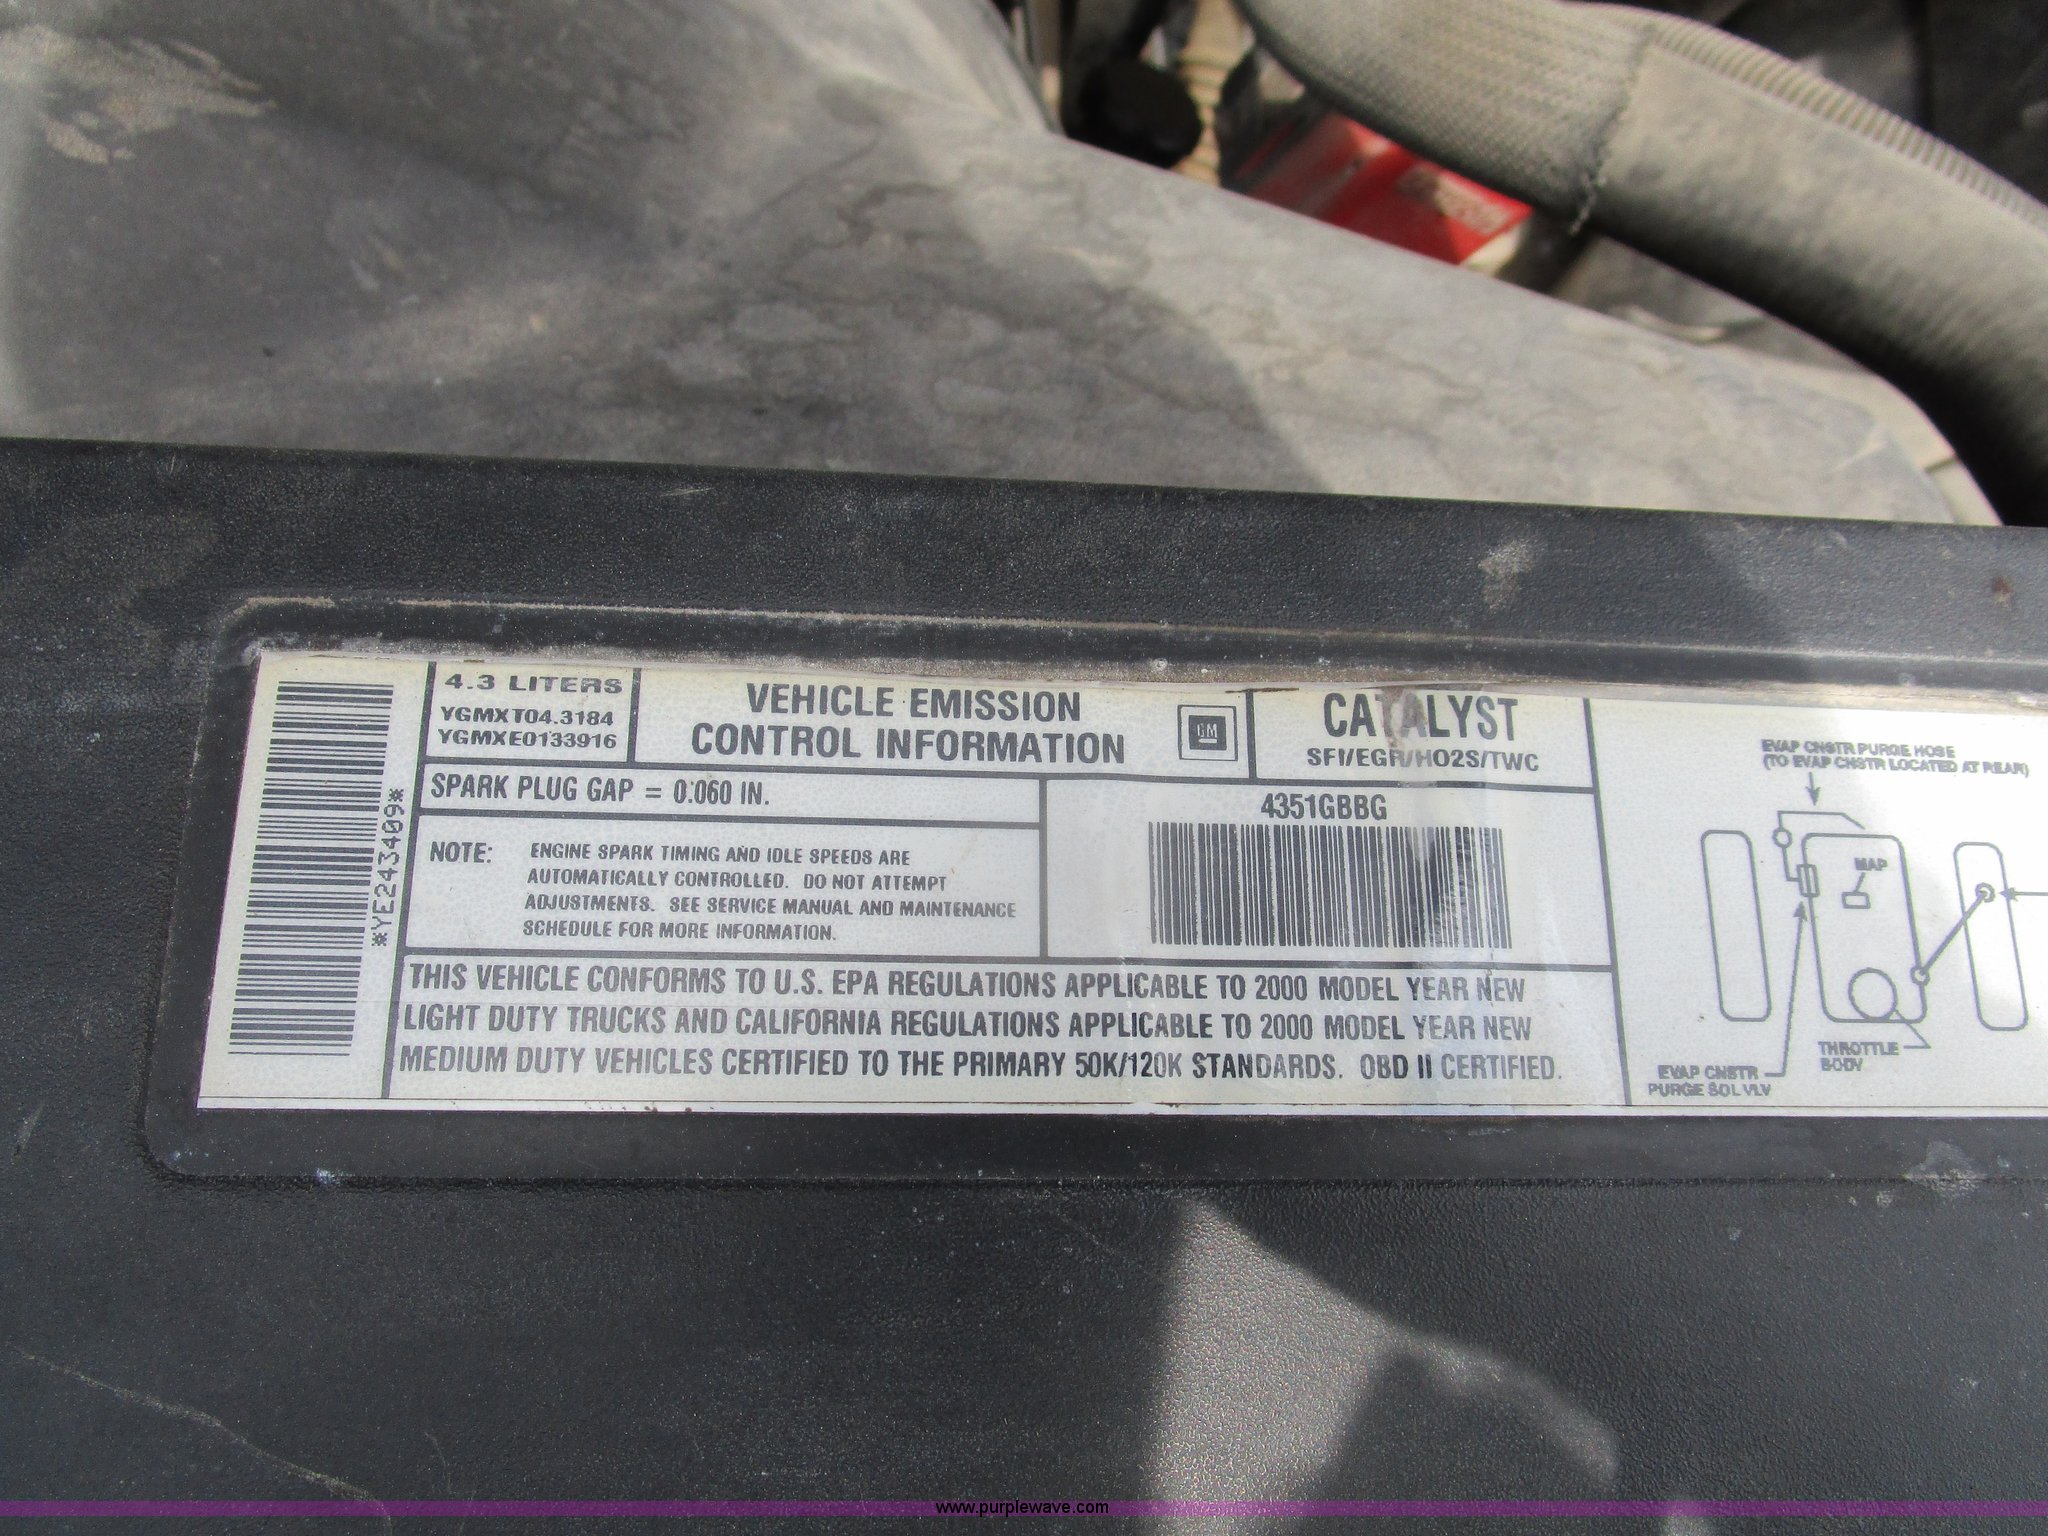 *YE243409*
4.3 LITERS
YGMXT04.3184
YGMXE0133916
VEHICLE EMISSION
CONTROL INFORMATION
GM
CATALYST
SFI/EGR/HO2S/TWC
SPARK PLUG GAP = 0.060 IN.
NOTE: ENGINE SPARK TIMING AND IDLE SPEEDS ARE
AUTOMATICALLY CONTROLLED. DO NOT ATTEMPT
ADJUSTMENTS. SEE SERVICE MANUAL AND MAINTENANCE
SCHEDULE FOR MORE INFORMATION.
4351GBBG
THIS VEHICLE CONFORMS TO U.S. EPA REGULATIONS APPLICABLE TO 2000 MODEL YEAR NEW
LIGHT DUTY TRUCKS AND CALIFORNIA REGULATIONS APPLICABLE TO 2000 MODEL YEAR NEW
MEDIUM DUTY VEHICLES CERTIFIED TO THE PRIMARY 50K/120K STANDARDS. OBD II CERTIFIED.
EVAP CNSTR PURGE HOSE
(TO EVAP CNSTR LOCATED AT REAR)
MAP
THROTTLE
BODY
EVAP CNSTR
PURGE SOL VLV
www.purplewave.com